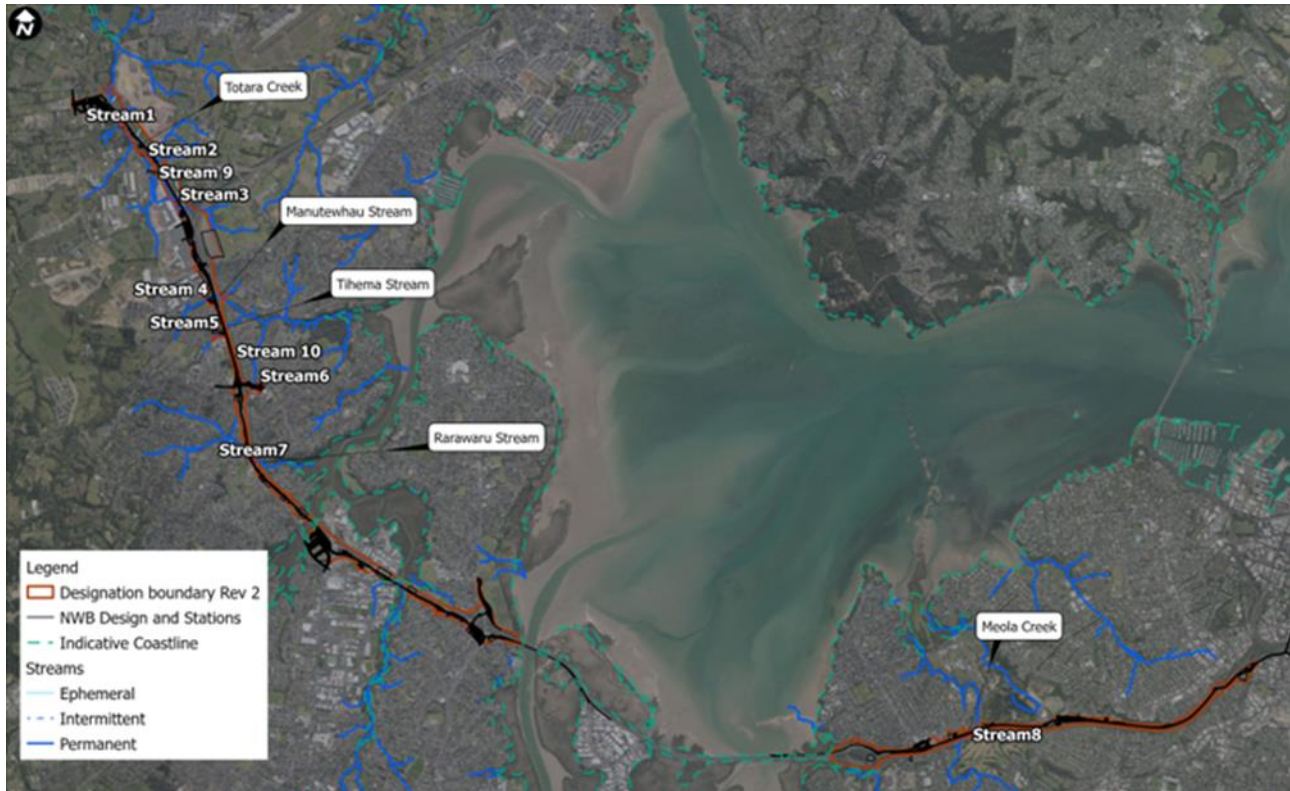 N
Totara Creek
Stream1
Stream2
Stream 9
Stream3
Manutewhau Stream
Stream 4
Tihema Stream
Stream5
Stream 10
Stream6
Rarawaru Stream
Stream7
Legend
Designation boundary Rev 2
NWB Design and Stations
Indicative Coastline
Streams
Ephemeral
Intermittent
Permanent
Meola Creek
Stream8